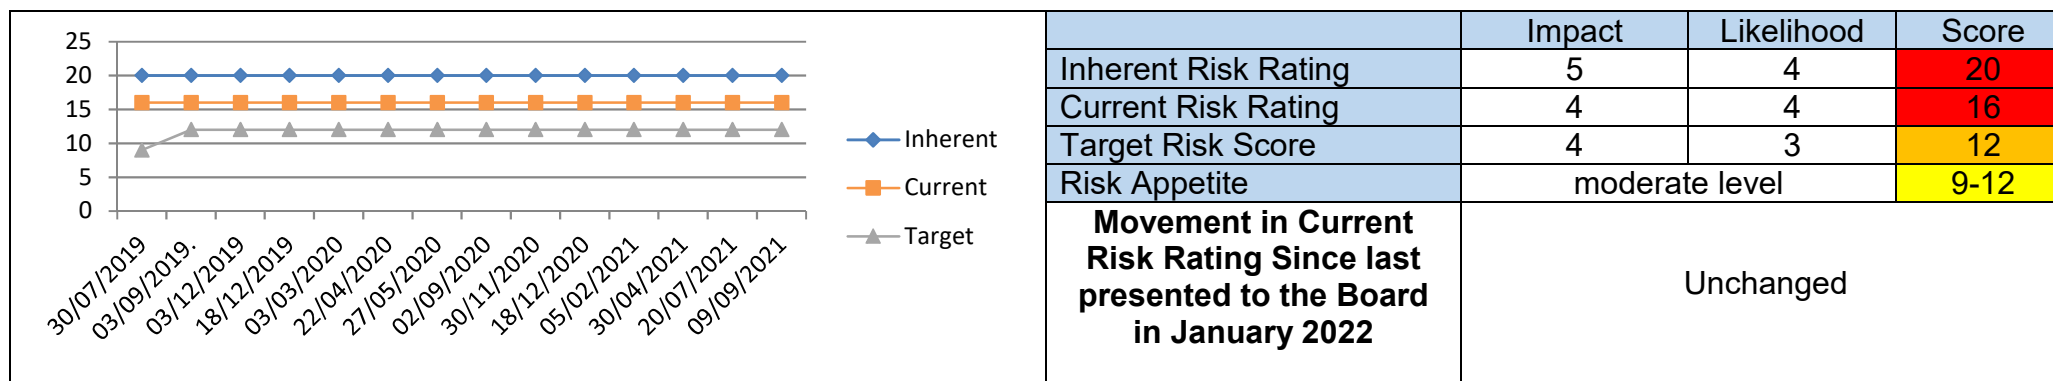 25
20
15
10
5
0
30/07/2019
03/09/2019.
03/12/2019
18/12/2019
03/03/2020
22/04/2020
27/05/2020
02/09/2020
30/11/2020
18/12/2020
05/02/2021
30/04/2021
20/07/2021
09/09/2021
Inherent
Current
Target
Impact Likelihood Score
Inherent Risk Rating 5 4 20
Current Risk Rating 4 4 16
Target Risk Score 4 3 12
Risk Appetite moderate level 9-12
Movement in Current
Risk Rating Since last
presented to the Board
in January 2022
Unchanged